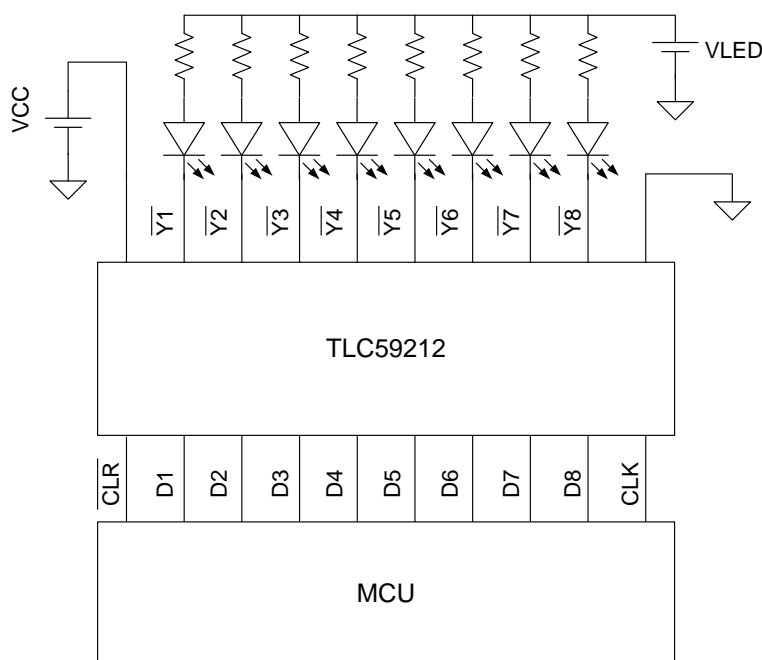 VLED
VCC
Y1
Y2
Y3
Y4
Y5
Y6
Y7
Y8
TLC59212
CLR
D1
D2
D3
D4
D5
D6
D7
D8
CLK
MCU